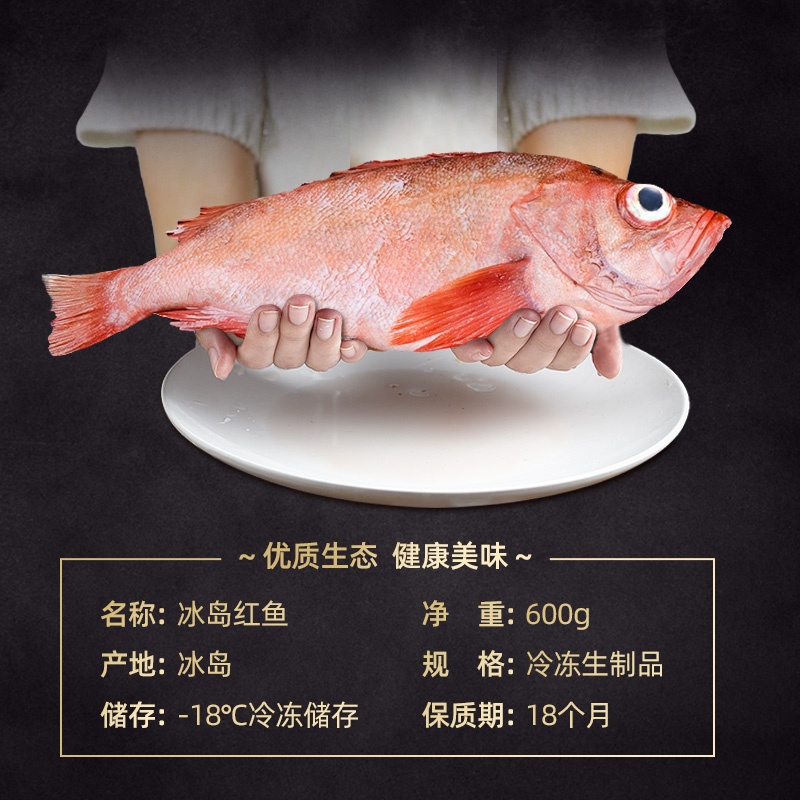 ~ 优质生态 健康美味 ~
名称: 冰岛红鱼
净 重: 600g
产地: 冰岛
规 格: 冷冻生制品
储存: -18℃冷冻储存
保质期: 18个月